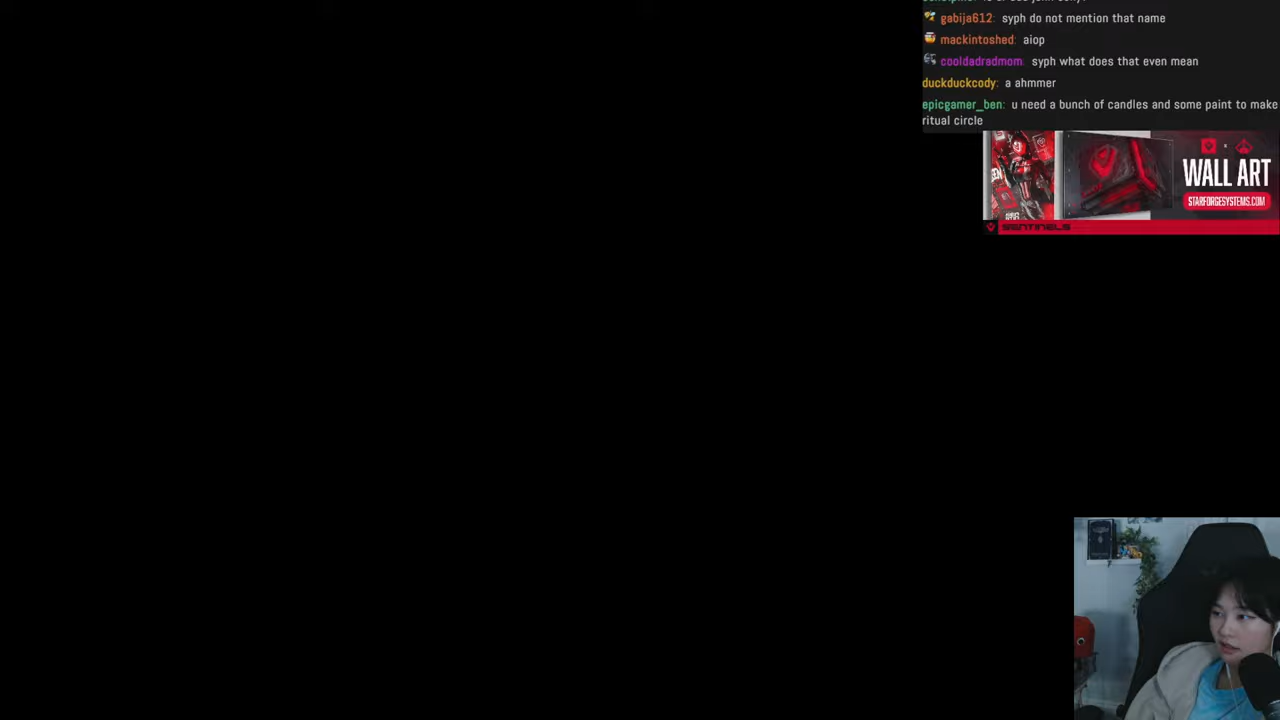 gabija612: syph do not mention that name
mackintoshed: aiop
cooldadradmom: syph what does that even mean
duckduckcody: a ahmmer
epicgamer_ben: u need a bunch of candles and some paint to make
ritual circle
WALL ART
STARFORGESYSTEMS.COM
SENTINELS